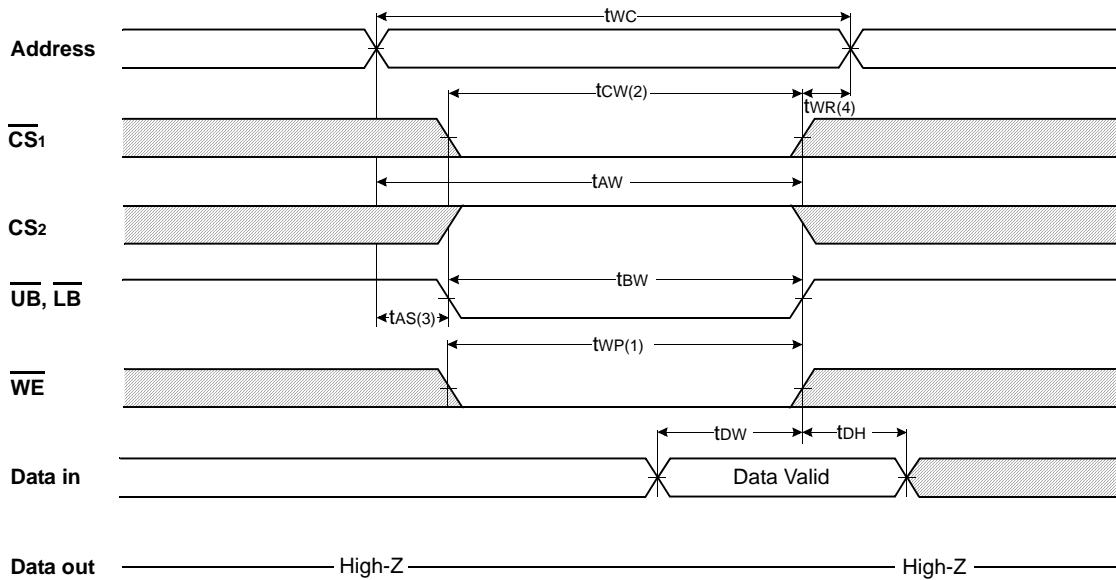 tWC
Address
tCW(2)
tWR(4)
CS1
tAW
CS2
tBW
UB, LB
tAS(3)
tWP(1)
WE
tDW
tDH
Data in
Data Valid
Data out
High-Z
High-Z